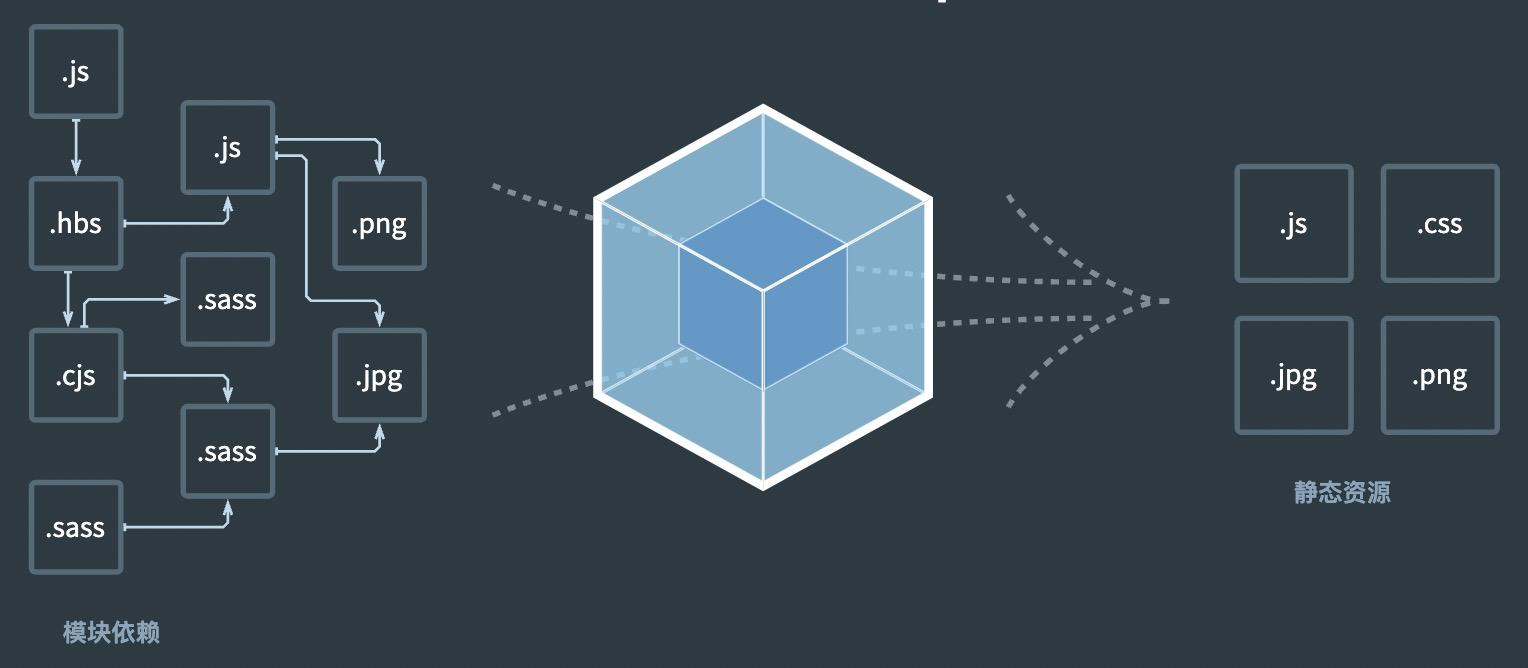 .js
.js
.hbs
.png
.sass
.cjs
.jpg
.sass
.sass
模块依赖
.js
.css
.jpg
.png
静态资源